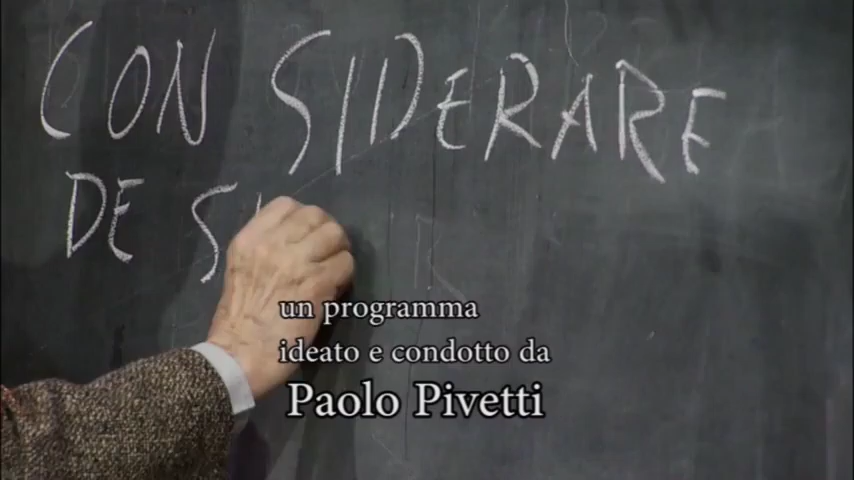 CON SIDERARE
DE S
un programma
ideato e condotto da
Paolo Pivetti